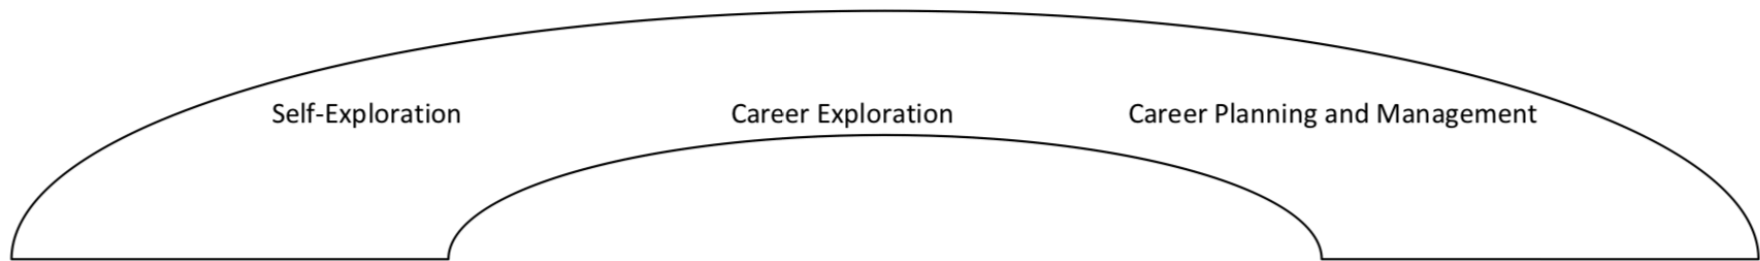 Self-Exploration
Career Exploration
Career Planning and Management